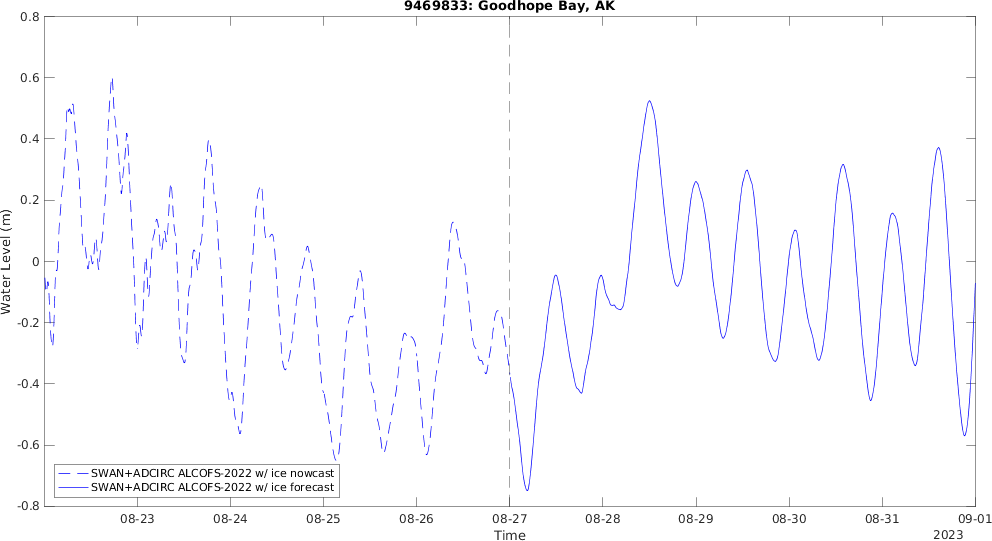 9469833: Goodhope Bay, AK
0.8
0.6
0.4
0.2
0
-0.2
-0.4
-0.6
-0.8
Water Level (m)
SWAN+ADCIRC ALCOFS-2022 w/ ice nowcast
SWAN+ADCIRC ALCOFS-2022 w/ ice forecast
08-23 08-24 08-25 08-26 08-27 08-28 08-29 08-30 08-31 09-01
Time
2023